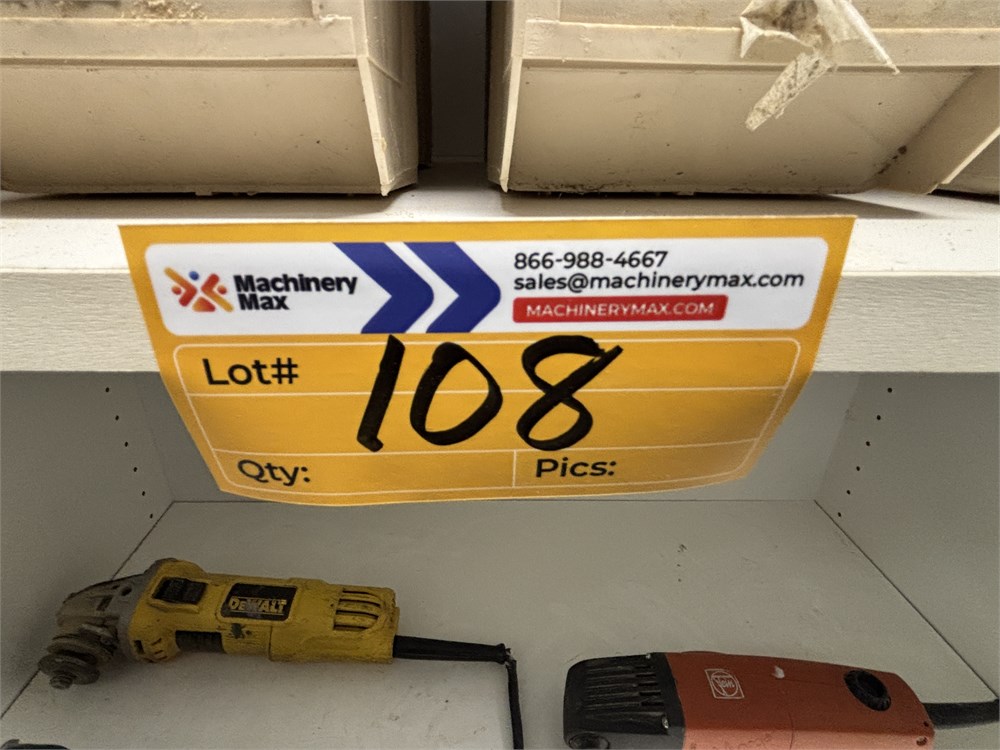 Machinery
Max
866-988-4667
sales@machinerymax.com
MACHINERYMAX.COM
Lot# 108
Qty:
Pics:
DEWALT